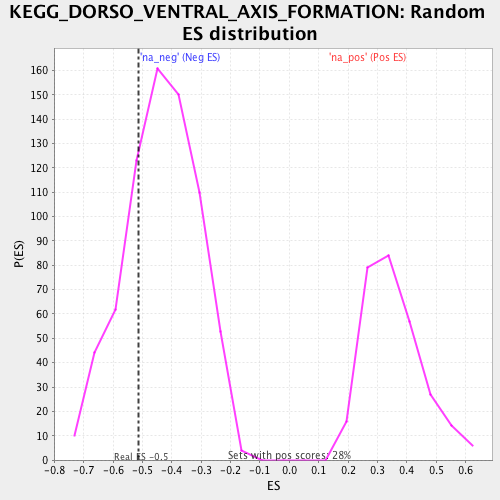 KEGG_DORSO_VENTRAL_AXIS_FORMATION: Random
ES distribution
'na_neg' (Neg ES)
'na_pos' (Pos ES)
160
150
140
130
120
110
100
90
80
70
60
50
40
30
20
10
0
P(ES)
Real ES -0.5
Sets with pos scores: 28%
-0.8 -0.7 -0.6 -0.5 -0.4 -0.3 -0.2 -0.1 0.0 0.1 0.2 0.3 0.4 0.5 0.6
ES